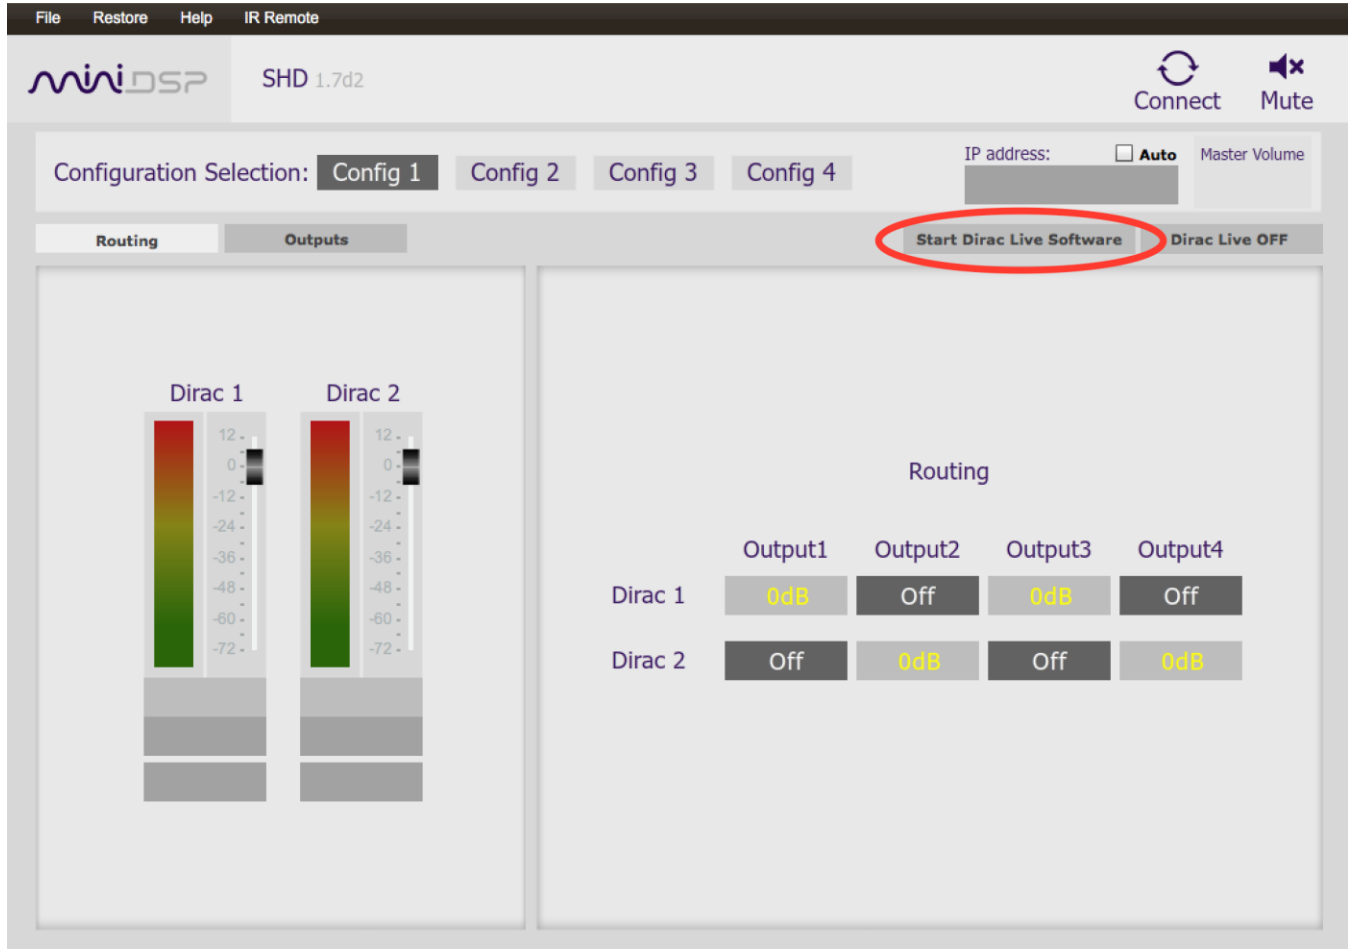 File Restore Help IR Remote
miniDSP
SHD 1.7d2
Connect Mute
Configuration Selection: Config 1 Config 2 Config 3 Config 4
IP address: Auto Master Volume
Routing Outputs Start Dirac Live Software Dirac Live OFF
Dirac 1 Dirac 2
12 12
0 0
-12 -12
-24 -24
-36 -36
-48 -48
-60 -60
-72 -72
Routing
Output1 Output2 Output3 Output4
Dirac 1 0dB Off 0dB Off
Dirac 2 Off 0dB Off 0dB